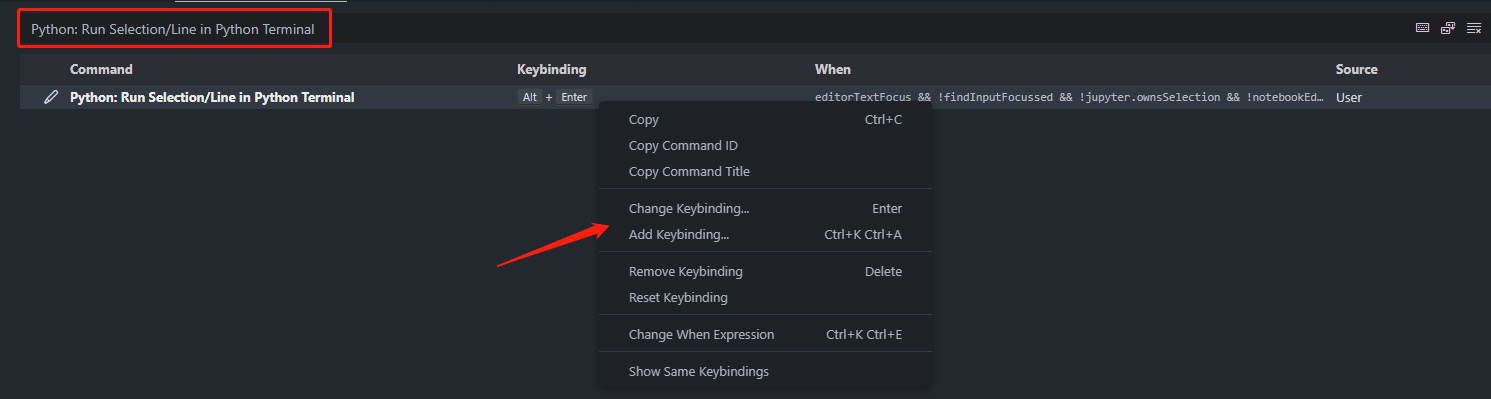 Python: Run Selection/Line in Python Terminal
Command Keybinding When Source
Python: Run Selection/Line in Python Terminal Alt + Enter editorTextFocus && !findInputFocussed && !jupyter.ownsSelection && !notebookEd… User
Copy Ctrl+C
Copy Command ID
Copy Command Title
Change Keybinding... Enter
Add Keybinding... Ctrl+K Ctrl+A
Remove Keybinding Delete
Reset Keybinding
Change When Expression Ctrl+K Ctrl+E
Show Same Keybindings